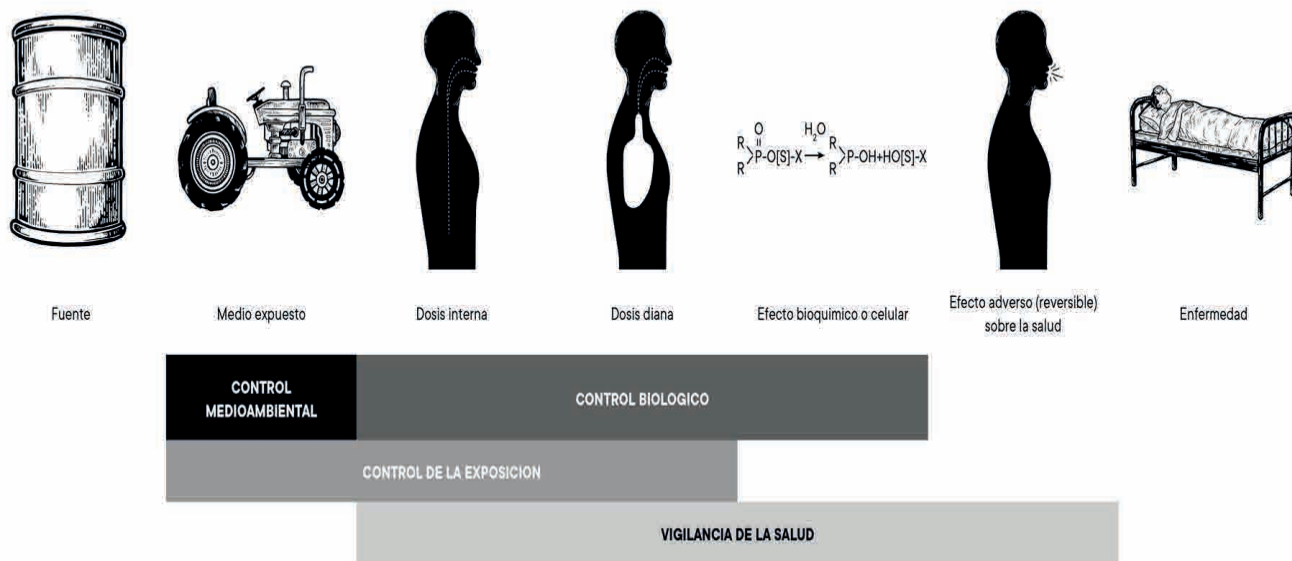 O
H₂O
R
R
P-O[S]-X
R
R
P-OH+HO[S]-X
Fuente
Medio expuesto
Dosis interna
Dosis diana
Efecto bioquimico o celular
Efecto adverso (reversible)
sobre la salud
Enfermedad
CONTROL
MEDIOAMBIENTAL
CONTROL BIOLOGICO
CONTROL DE LA EXPOSICION
VIGILANCIA DE LA SALUD